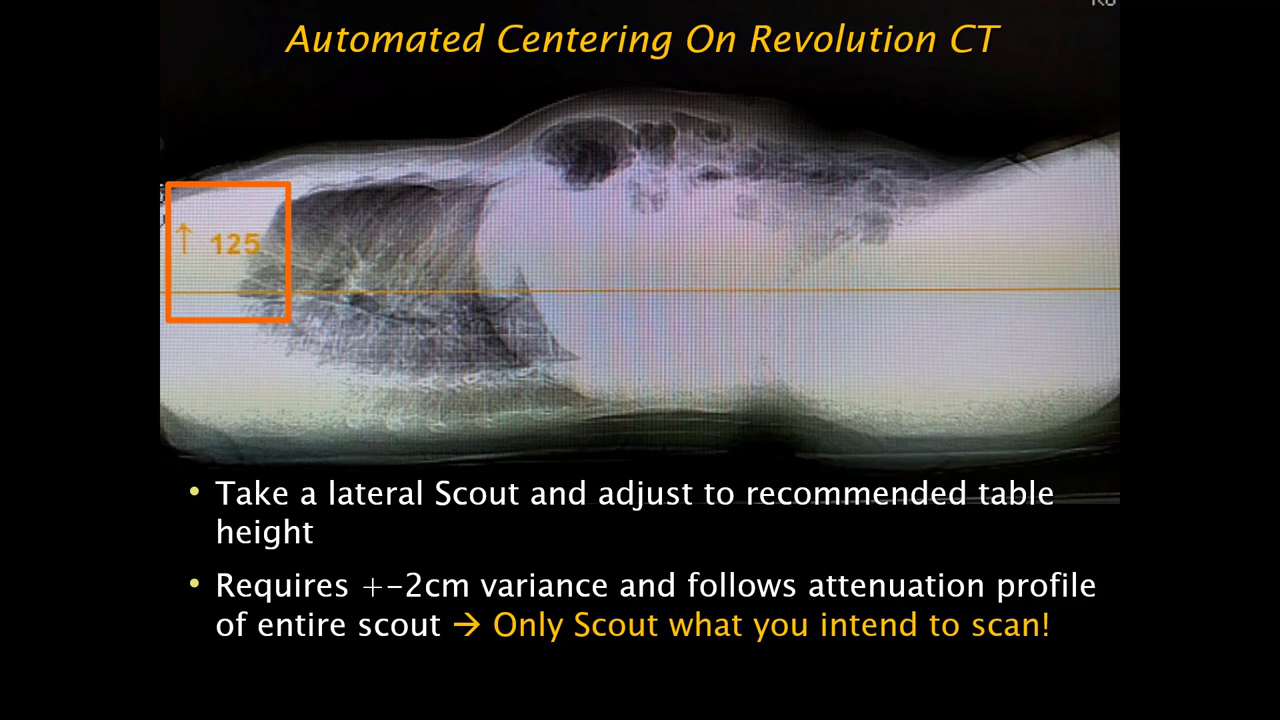 Automated Centering On Revolution CT
↑ 125
• Take a lateral Scout and adjust to recommended table
height
• Requires +-2cm variance and follows attenuation profile
of entire scout → Only Scout what you intend to scan!